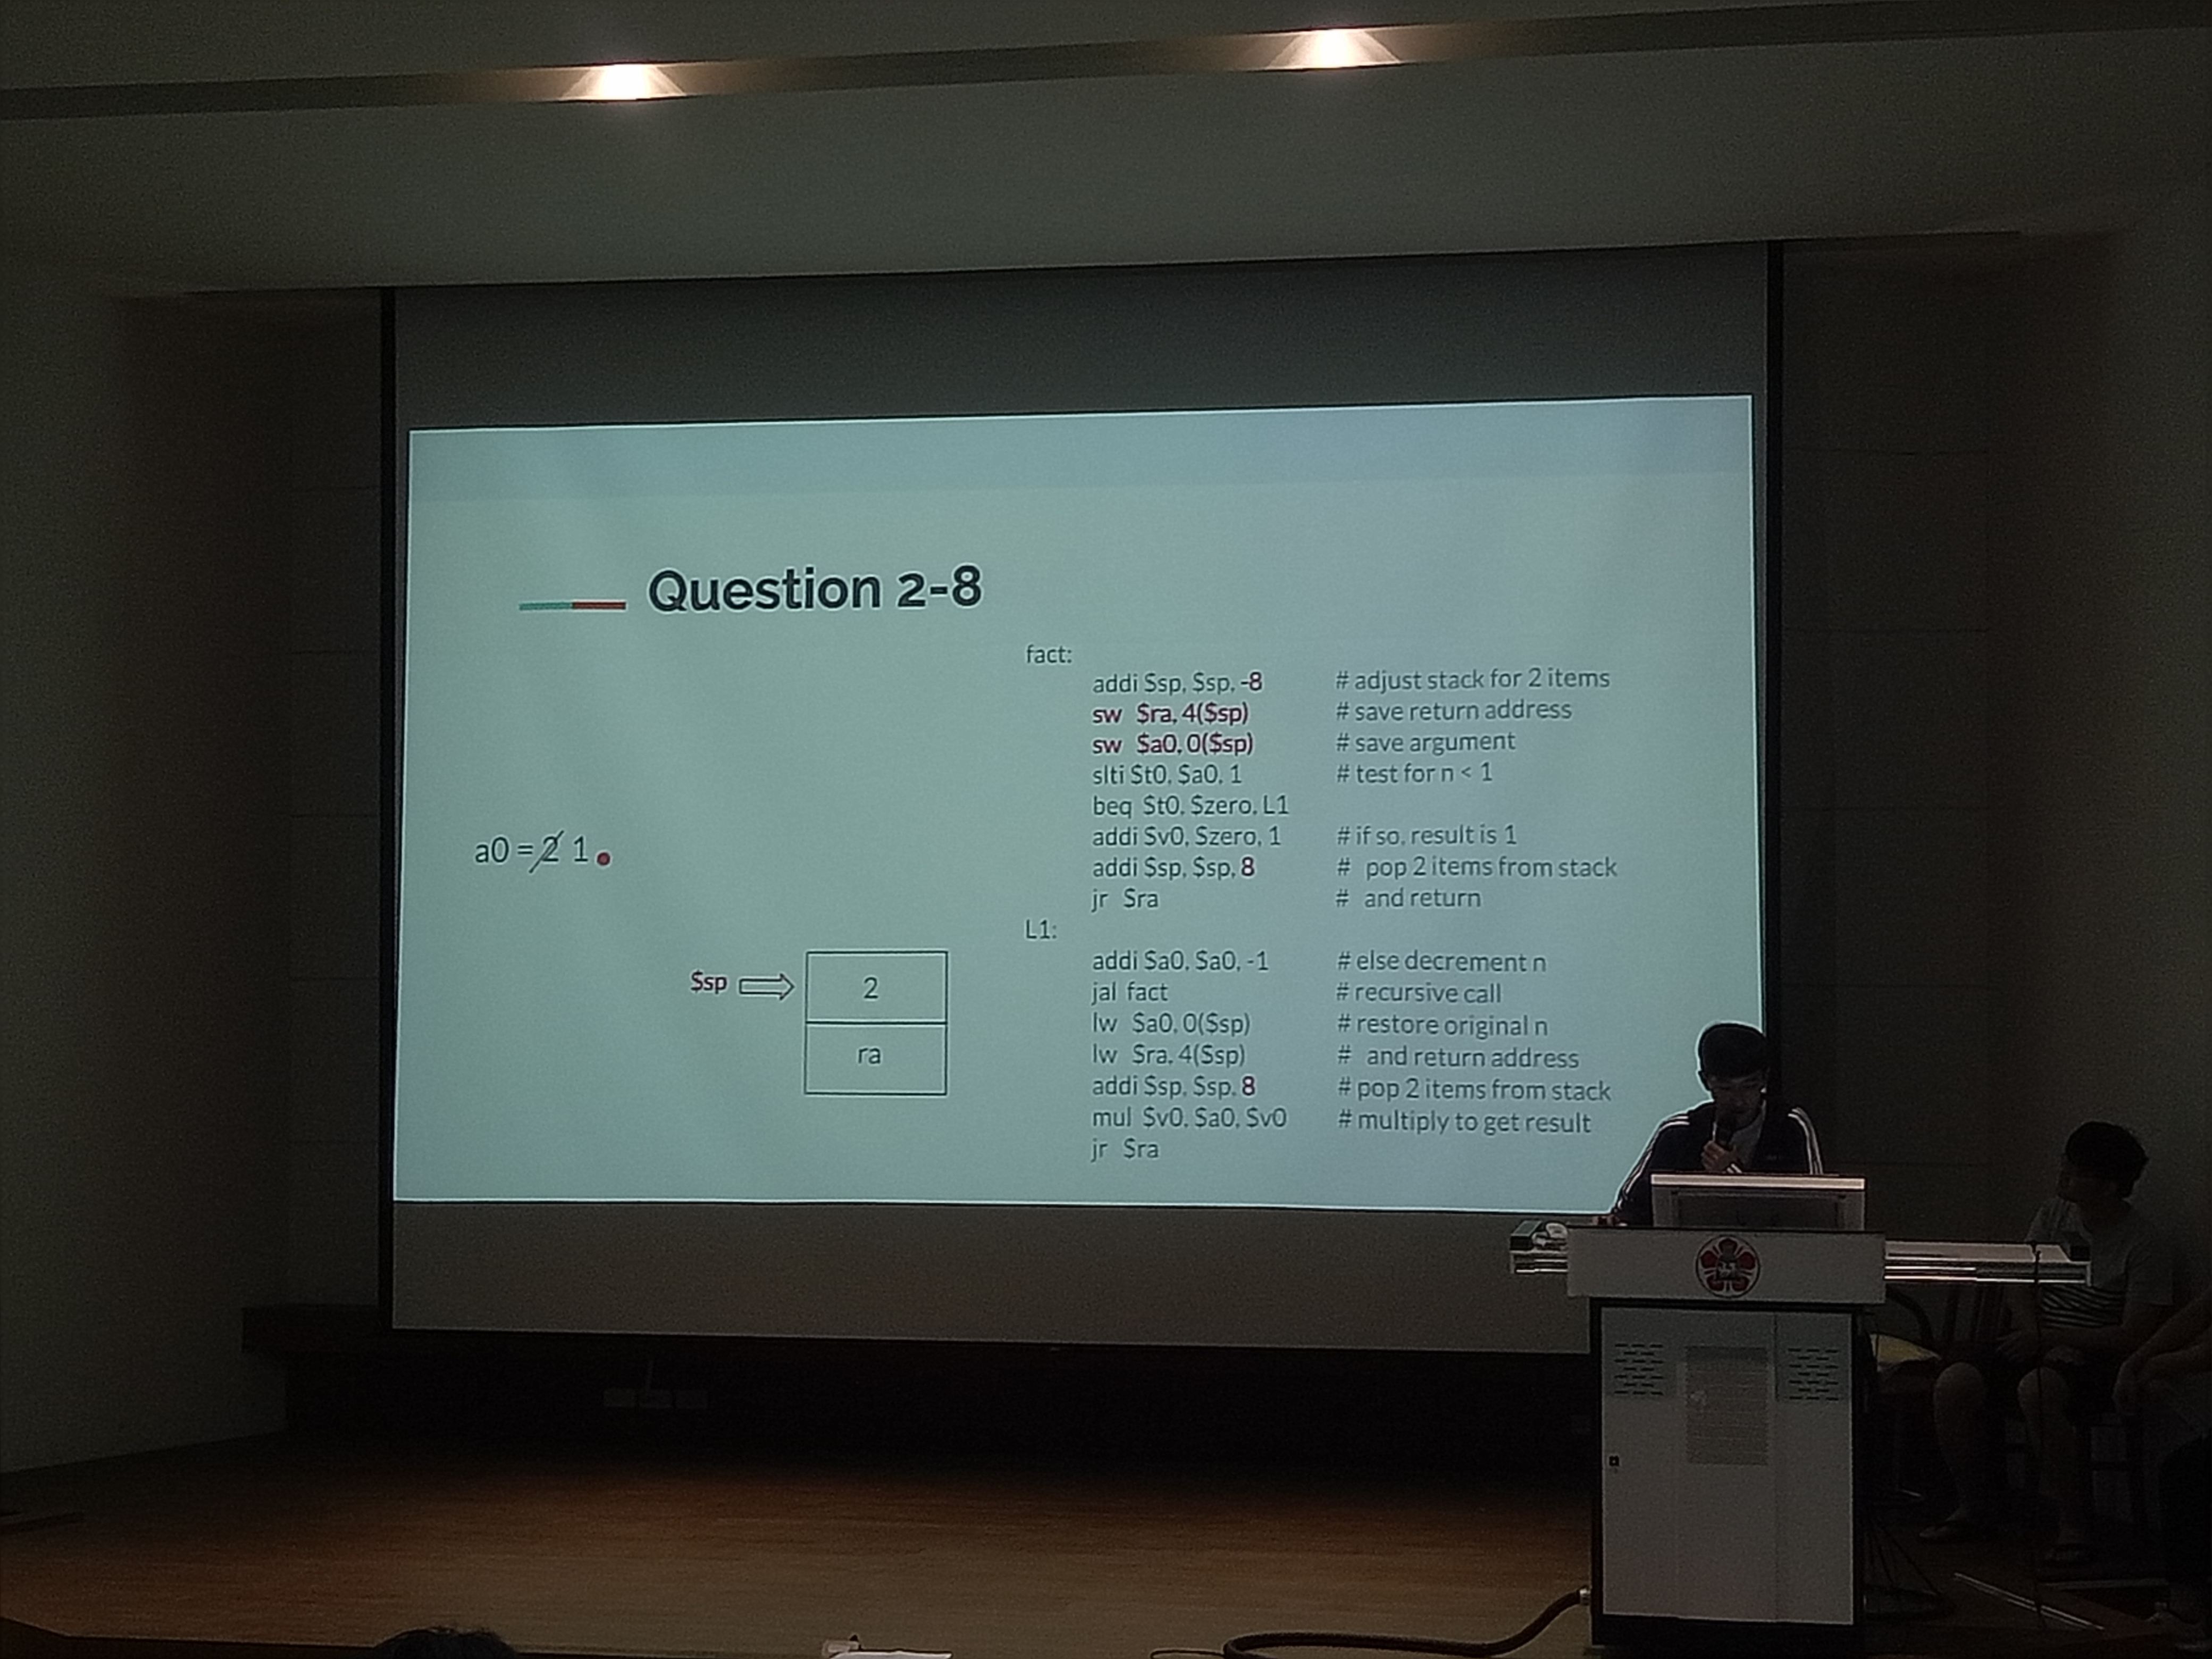 Question 2-8
fact:
addi $sp, $sp, -8 # adjust stack for 2 items
sw $ra, 4($sp) # save return address
sw $a0, 0($sp) # save argument
slti $t0, $a0, 1 # test for n < 1
beq $t0, $zero, L1
addi $v0, $zero, 1 # if so, result is 1
addi $sp, $sp, 8 # pop 2 items from stack
jr $ra # and return
L1:
addi $a0, $a0, -1 # else decrement n
jal fact # recursive call
lw $a0, 0($sp) # restore original n
lw $ra, 4($sp) # and return address
addi $sp, $sp, 8 # pop 2 items from stack
mul $v0, $a0, $v0 # multiply to get result
jr $ra
a0 = 2 1
$sp
2
ra